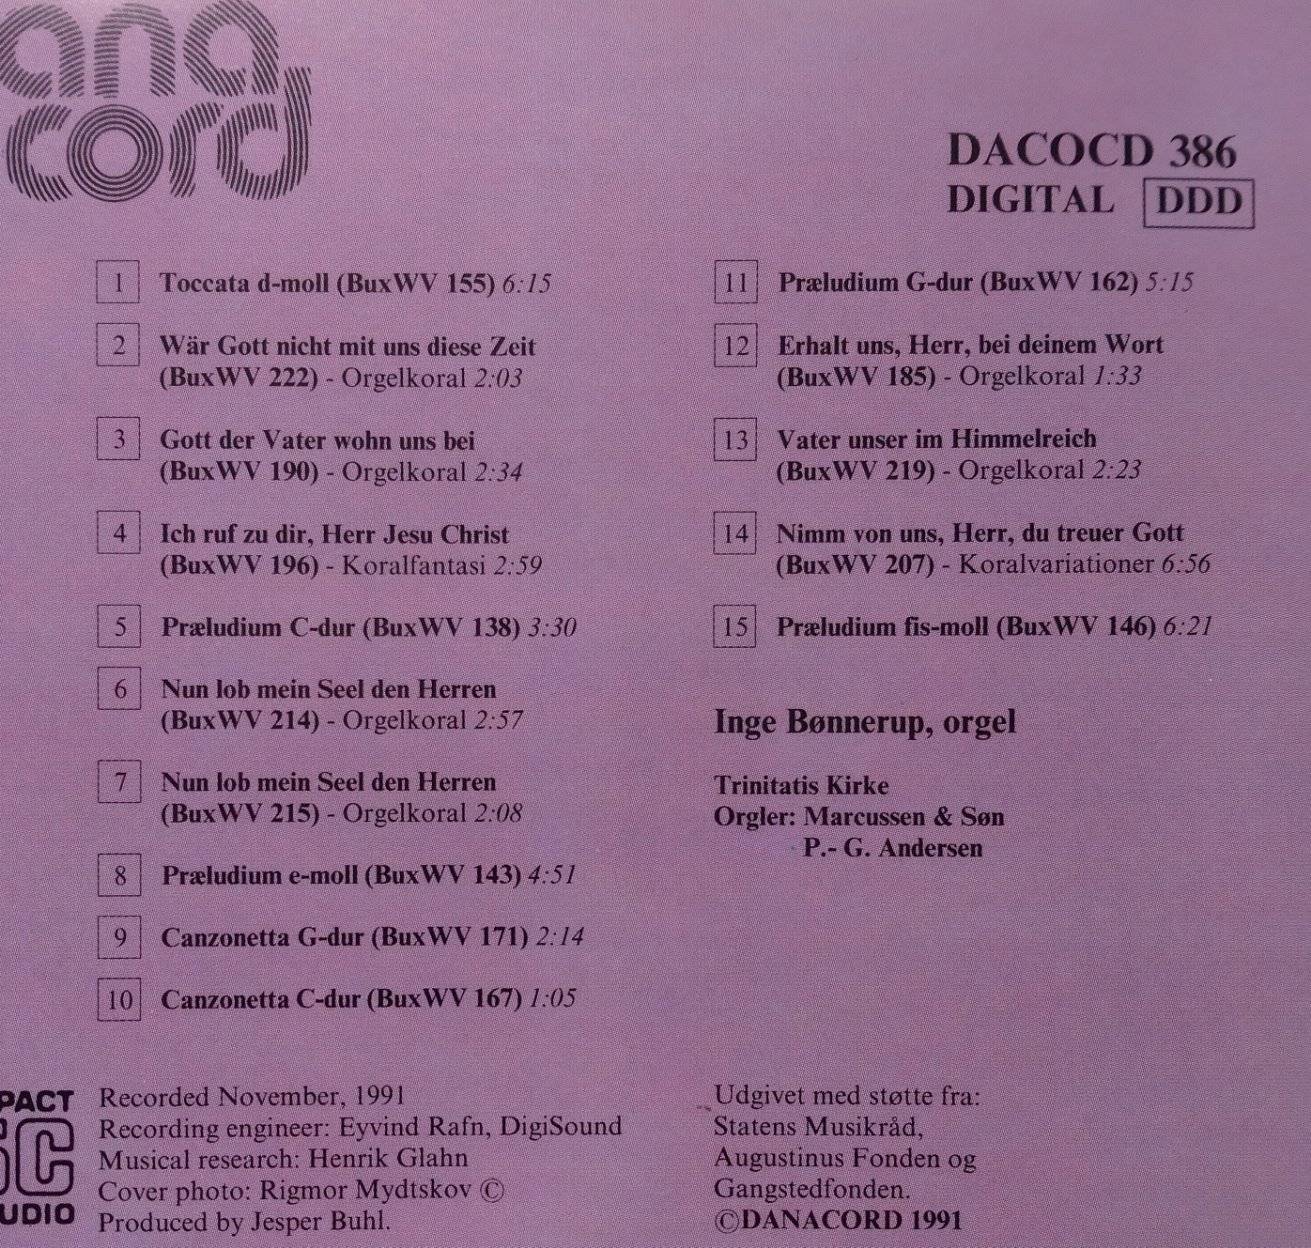 ana
cord
DACOCD 386
DIGITAL DDD
1 Toccata d-moll (BuxWV 155) 6:15
2 Wär Gott nicht mit uns diese Zeit
(BuxWV 222) - Orgelkoral 2:03
3 Gott der Vater wohn uns bei
(BuxWV 190) - Orgelkoral 2:34
4 Ich ruf zu dir, Herr Jesu Christ
(BuxWV 196) - Koralfantasi 2:59
5 Præludium C-dur (BuxWV 138) 3:30
6 Nun lob mein Seel den Herren
(BuxWV 214) - Orgelkoral 2:57
7 Nun lob mein Seel den Herren
(BuxWV 215) - Orgelkoral 2:08
8 Præludium e-moll (BuxWV 143) 4:51
9 Canzonetta G-dur (BuxWV 171) 2:14
10 Canzonetta C-dur (BuxWV 167) 1:05
11 Præludium G-dur (BuxWV 162) 5:15
12 Erhalt uns, Herr, bei deinem Wort
(BuxWV 185) - Orgelkoral 1:33
13 Vater unser im Himmelreich
(BuxWV 219) - Orgelkoral 2:23
14 Nimm von uns, Herr, du treuer Gott
(BuxWV 207) - Koralvariationer 6:56
15 Præludium fis-moll (BuxWV 146) 6:21
Inge Bønnerup, orgel
Trinitatis Kirke
Orgler: Marcussen & Søn
P.- G. Andersen
PACT
SC
UDIO
Recorded November, 1991
Recording engineer: Eyvind Rafn, DigiSound
Musical research: Henrik Glahn
Cover photo: Rigmor Mydtskov ©
Produced by Jesper Buhl.
Udgivet med støtte fra:
Statens Musikråd,
Augustinus Fonden og
Gangstedfonden.
©DANACORD 1991